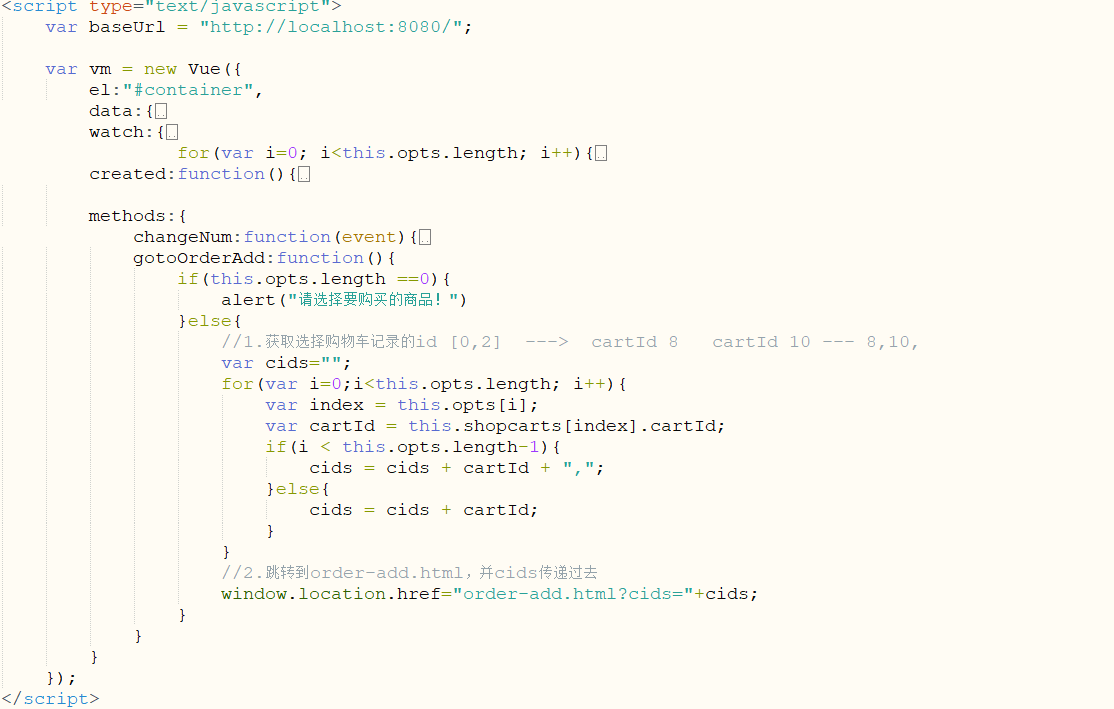 <script type="text/javascript">
    var baseUrl = "http://localhost:8080/";

    var vm = new Vue({
        el:"#container",
        data:{..
        watch:{..
                for(var i=0; i<this.opts.length; i++){..
        created:function(){..

        methods:{
            changeNum:function(event){..
            gotoOrderAdd:function(){
                if(this.opts.length ==0){
                    alert("请选择要购买的商品！")
                }else{
                    //1.获取选择购物车记录的id [0,2]  ---> cartId 8   cartId 10 --- 8,10,
                    var cids="";
                    for(var i=0;i<this.opts.length; i++){
                        var index = this.opts[i];
                        var cartId = this.shopcarts[index].cartId;
                        if(i < this.opts.length-1){
                            cids = cids + cartId + ",";
                        }else{
                            cids = cids + cartId;
                        }
                    }
                    //2.跳转到order-add.html，并cids传递过去
                    window.location.href="order-add.html?cids="+cids;
                }
            }
        }
    });
</script>